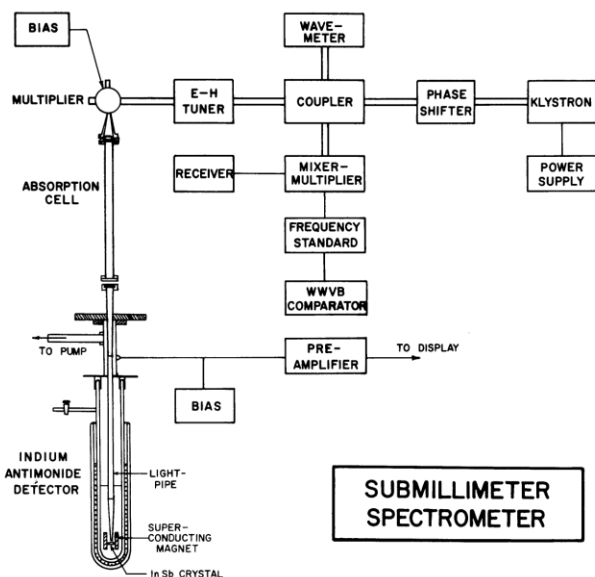 BIAS
WAVE-
METER
MULTIPLIER
E-H
TUNER
COUPLER
PHASE
SHIFTER
KLYSTRON
RECEIVER
MIXER-
MULTIPLIER
POWER
SUPPLY
ABSORPTION
CELL
FREQUENCY
STANDARD
WWVB
COMPARATOR
TO PUMP
PRE-
AMPLIFIER
TO DISPLAY
BIAS
INDIUM
ANTIMONIDE
DETECTOR
LIGHT-
PIPE
SUPER-
CONDUCTING
MAGNET
InSb CRYSTAL
SUBMILLIMETER
SPECTROMETER